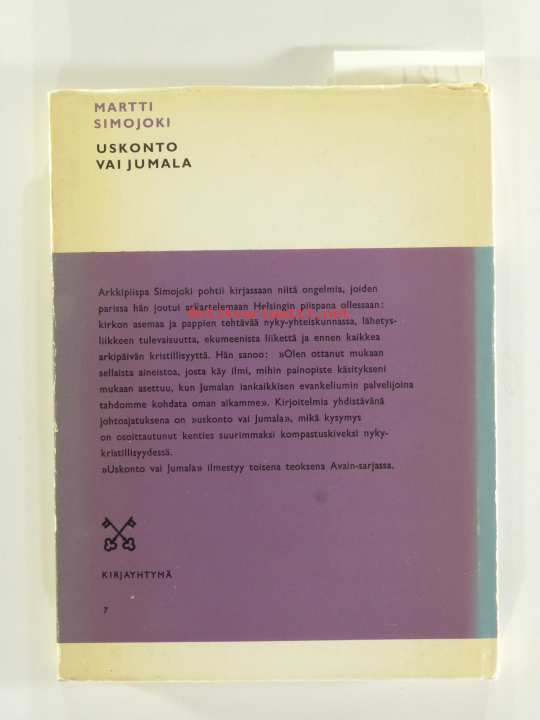 MARTTI
SIMOJOKI
USKONTO
VAI JUMALA
Arkkipiispa Simojoki pohtii kirjassaan niitä ongelmia, joiden
parissa hän joutui askartelemaan Helsingin piispana ollessaan:
kirkon asemaa ja pappien tehtävää nyky-yhteiskunnassa, lähetys-
liikkeen tulevaisuutta, ekumeenista liikettä ja ennen kaikkea
arkipäivän kristillisyyttä. Hän sanoo: »Olen ottanut mukaan
sellaista aineistoa, josta käy ilmi, mihin painopiste käsitykseni
mukaan asettuu, kun Jumalan iankaikkisen evankeliumin palvelijoina
tahdomme kohdata oman aikamme». Kirjoitelmia yhdistävänä
johtoajatuksena on »uskonto vai Jumala», mikä kysymys
on osoittautunut kenties suurimmaksi kompastuskiveksi nyky-
kristillisyydessä.
»Uskonto vai Jumala» ilmestyy toisena teoksena Avain-sarjassa.
KIRJAYHTYMÄ
7